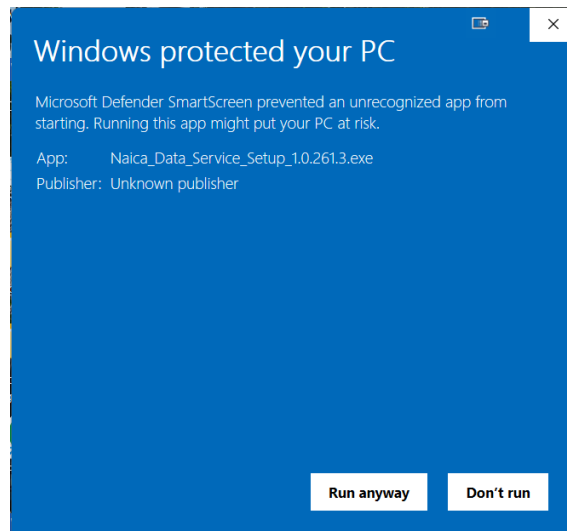 Windows protected your PC
Microsoft Defender SmartScreen prevented an unrecognized app from
starting. Running this app might put your PC at risk.
App: Naica_Data_Service_Setup_1.0.261.3.exe
Publisher: Unknown publisher
Run anyway Don't run